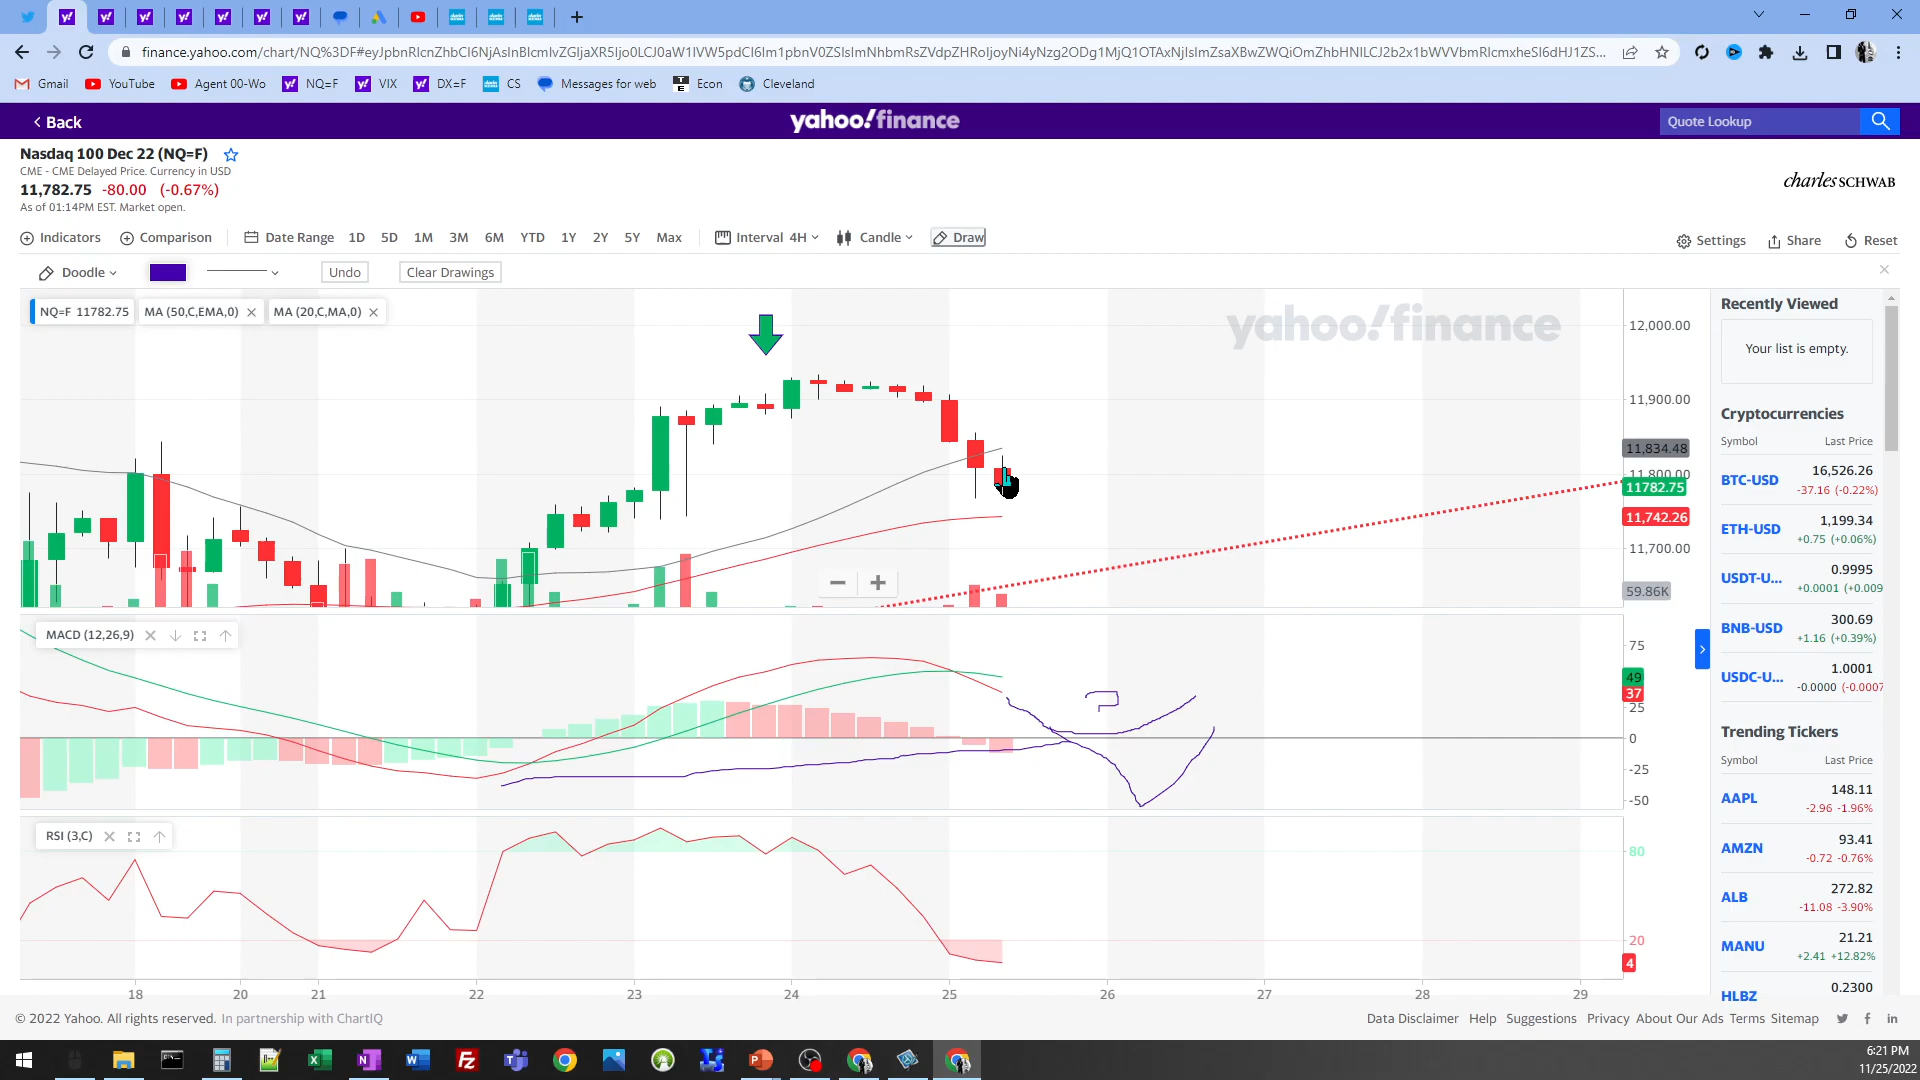 finance.yahoo.com/chart/NQ%3DF#eyJpbnRlcnZhbCI6NjAsInBlcmlvZGljaXR5Ijo0LCJ0aW1lVW5pdCI6Im1pbnV0ZSIsImNhbmRsZVdpZHRoIjoyNi4yNzg2ODg1MjQ1OTAxNjIsImZsaXBwZWQiOmZhbHNlLCJ2b2x1bWVVbmRlcmxheSI6dHJ1ZS...
Gmail YouTube Agent 00-Wo NQ=F VIX DX=F CS Messages for web Econ Cleveland
Back yahoo!finance Quote Lookup
Nasdaq 100 Dec 22 (NQ=F)
CME - CME Delayed Price. Currency in USD
11,782.75 -80.00 (-0.67%)
As of 01:14PM EST. Market open.
charles SCHWAB
Indicators Comparison Date Range 1D 5D 1M 3M 6M YTD 1Y 2Y 5Y Max Interval 4H Candle Draw Settings Share Reset
Doodle Undo Clear Drawings
NQ=F 11782.75 MA (50,C,EMA,0) MA (20,C,MA,0)
yahoo!finance
12,000.00
11,900.00
11,834.48
11,800.00
11782.75
11,742.26
11,700.00
59.86K
MACD (12,26,9)
75
49
37
25
0
-25
-50
RSI (3,C)
80
20
4
18 20 21 22 23 24 25 26 27 28 29
Recently Viewed
Your list is empty.
Cryptocurrencies
Symbol Last Price
BTC-USD 16,526.26
-37.16 (-0.22%)
ETH-USD 1,199.34
+0.75 (+0.06%)
USDT-U... 0.9995
+0.0001 (+0.009
BNB-USD 300.69
+1.16 (+0.39%)
USDC-U... 1.0001
-0.0000 (-0.0007
Trending Tickers
Symbol Last Price
AAPL 148.11
-2.96 -1.96%
AMZN 93.41
-0.72 -0.76%
ALB 272.82
-11.08 -3.90%
MANU 21.21
+2.41 +12.82%
HLBZ 0.2300
© 2022 Yahoo. All rights reserved. In partnership with ChartIQ
Data Disclaimer Help Suggestions Privacy About Our Ads Terms Sitemap
6:21 PM
11/25/2022